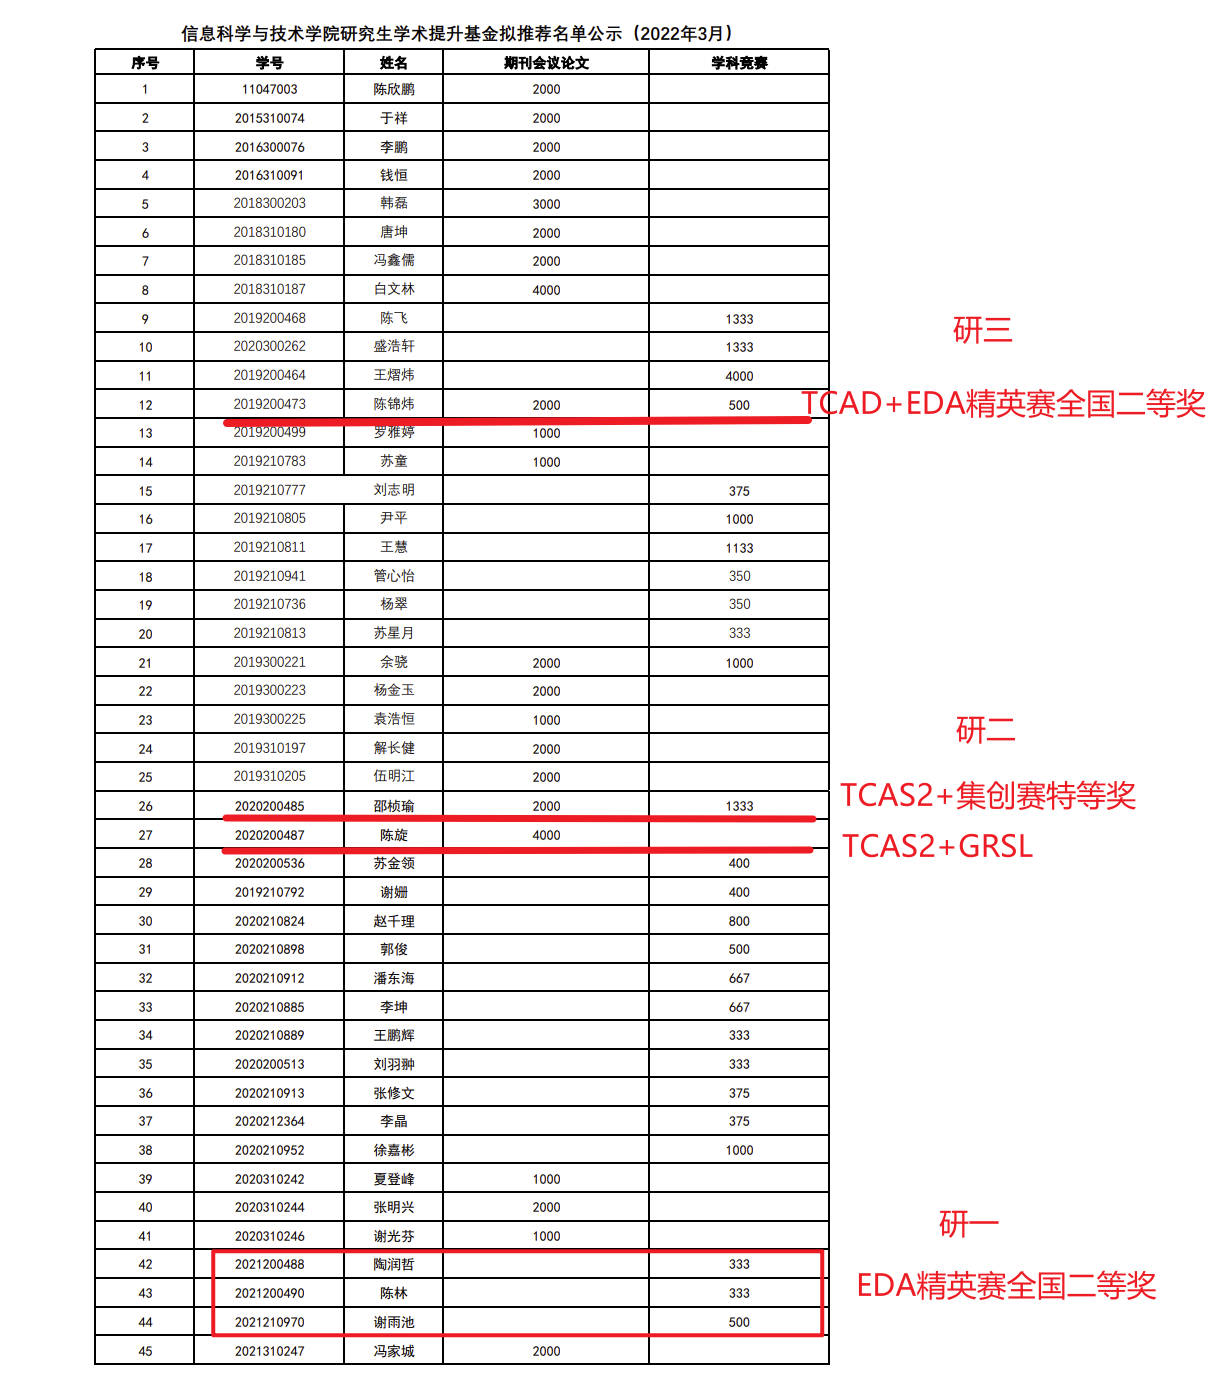 信息科学与技术学院研究生学术提升基金拟推荐名单公示（2022年3月）
序号 学号 姓名 期刊会议论文 学科竞赛
1 11047003 陈欣鹏 2000
2 2015310074 于祥 2000
3 2016300076 李鹏 2000
4 2016310091 钱恒 2000
5 2018300203 韩磊 3000
6 2018310180 唐坤 2000
7 2018310185 冯鑫儒 2000
8 2018310187 白文林 4000
9 2019200468 陈飞 1333
研三
10 2020300262 盛浩轩 1333
11 2019200464 王熠炜 4000
12 2019200473 陈锦炜 2000 500 TCAD+EDA精英赛全国二等奖
13 2019200499 罗雅婷 1000
14 2019210783 苏童 1000
15 2019210777 刘志明 375
16 2019210805 尹平 1000
17 2019210811 王慧 1133
18 2019210941 管心怡 350
19 2019210736 杨翠 350
20 2019210813 苏星月 333
21 2019300221 余骁 2000 1000
22 2019300223 杨金玉 2000
23 2019300225 袁浩恒 1000
研二
24 2019310197 解长健 2000
25 2019310205 伍明江 2000
26 2020200485 邵桢瑜 2000 1333 TCAS2+集创赛特等奖
27 2020200487 陈旋 4000 TCAS2+GRSL
28 2020200536 苏金领 400
29 2019210792 谢姗 400
30 2020210824 赵千理 800
31 2020210898 郭俊 500
32 2020210912 潘东海 667
33 2020210885 李坤 667
34 2020210889 王鹏辉 333
35 2020200513 刘羽翀 333
36 2020210913 张修文 375
37 2020212364 李晶 375
38 2020210952 徐嘉彬 1000
39 2020310242 夏登峰 1000
40 2020310244 张明兴 2000
研一
41 2020310246 谢光芬 1000
42 2021200488 陶润哲 333
43 2021200490 陈林 333 EDA精英赛全国二等奖
44 2021210970 谢雨池 500
45 2021310247 冯家城 2000